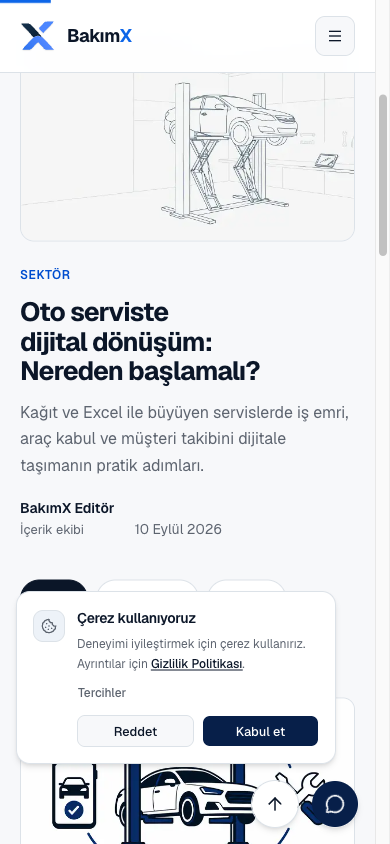 BakımX
SEKTÖR
Oto serviste
dijital dönüşüm:
Nereden başlamalı?
Kağıt ve Excel ile büyüyen servislerde iş emri,
araç kabul ve müşteri takibini dijitale
taşımanın pratik adımları.
BakımX Editör
İçerik ekibi
10 Eylül 2026
Çerez kullanıyoruz
Deneyimi iyileştirmek için çerez kullanırız.
Ayrıntılar için Gizlilik Politikası.
Tercihler
Reddet
Kabul et